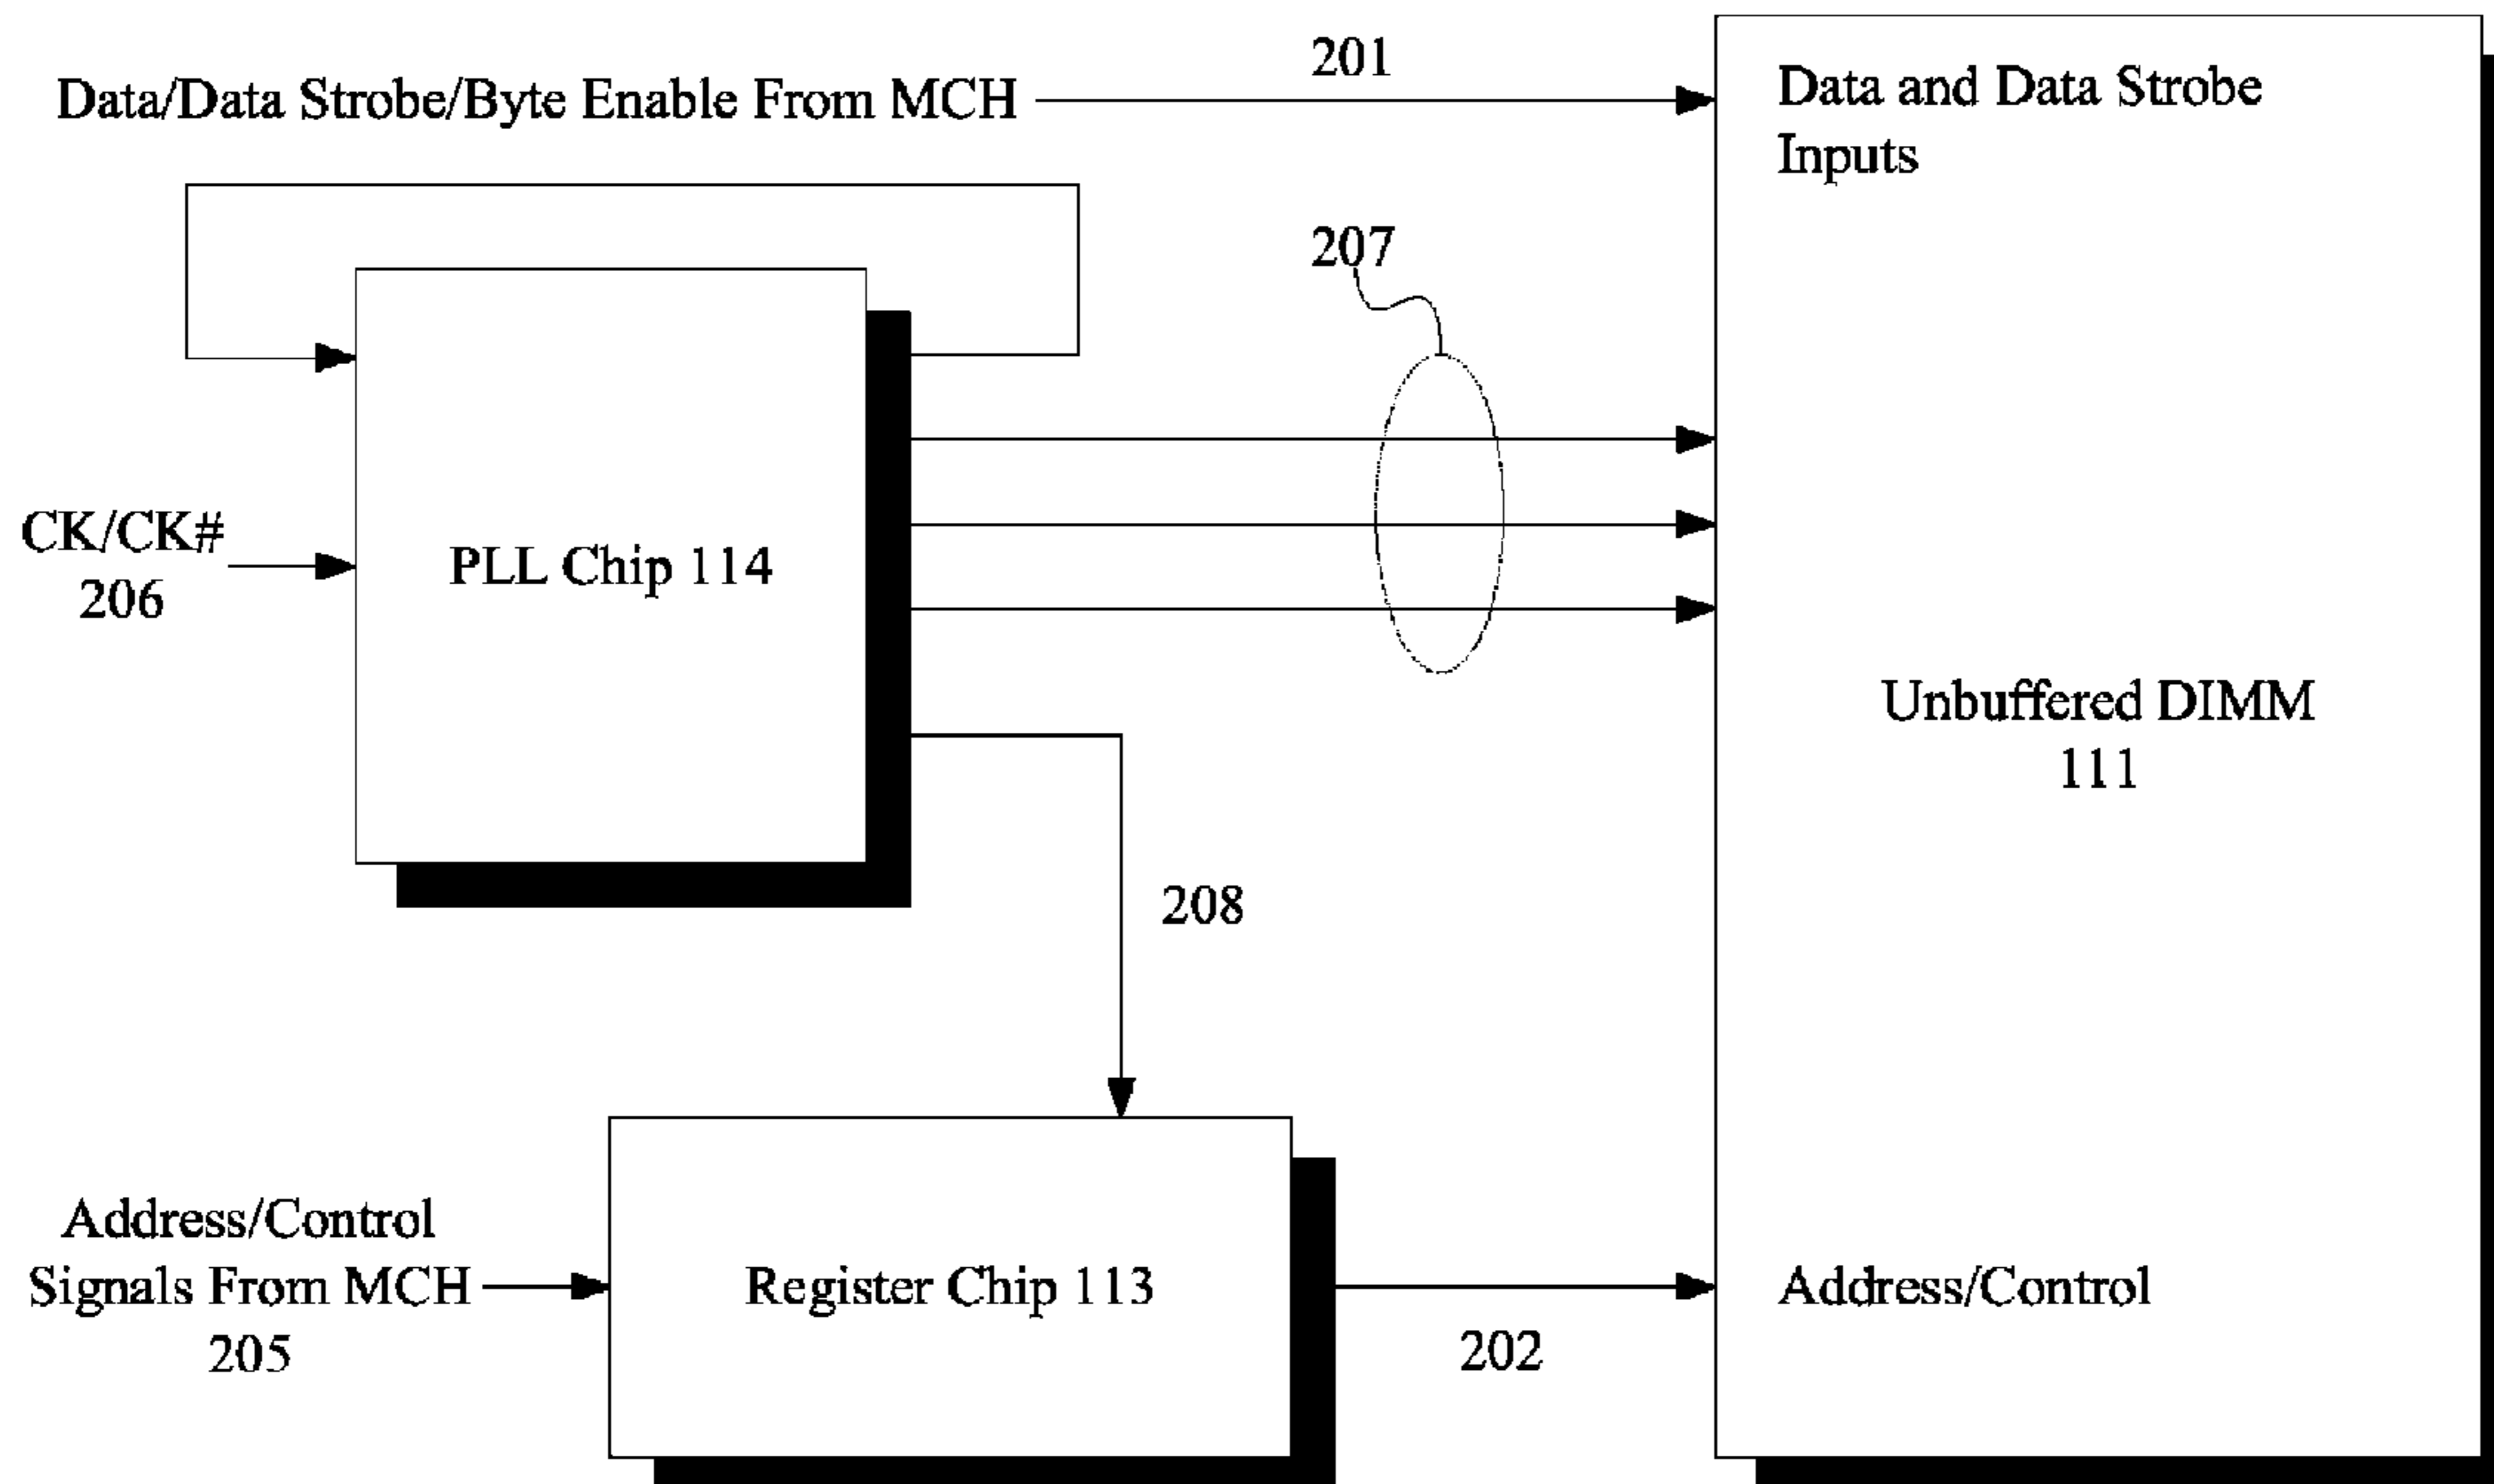 201
Data/Data Strobe/Byte Enable From MCH
Data and Data Strobe
Inputs
207
CK/CK#
206
PLL Chip 114
Unbuffered DIMM
111
208
Address/Control
Signals From MCH
205
Register Chip 113
202
Address/Control